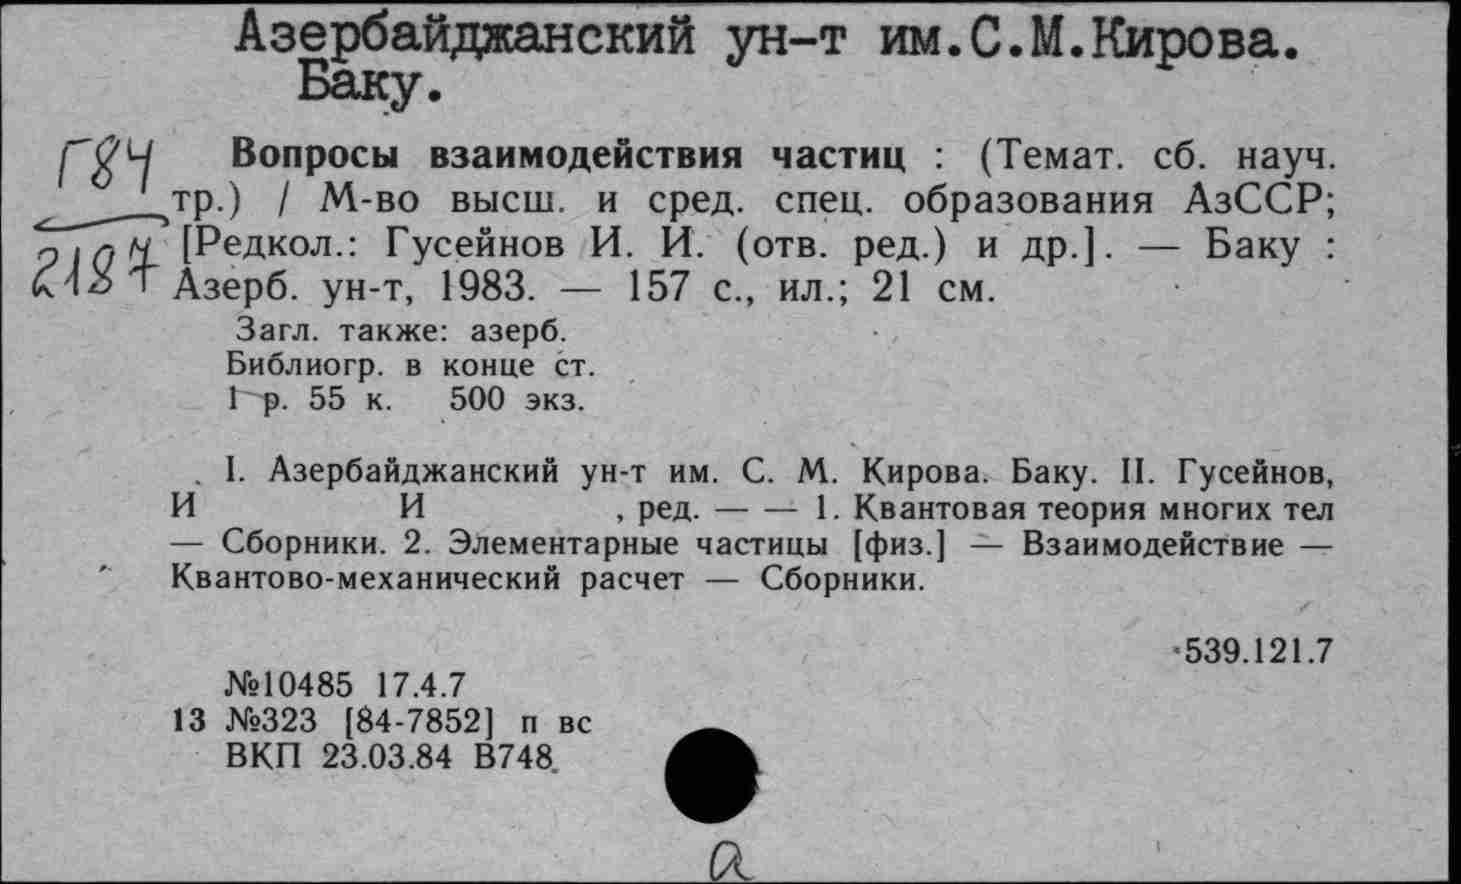 Азербайджанский ун-т им.С.М.Кирова.
Баку.
Г84
2187
Вопросы взаимодействия частиц : (Темат. сб. науч.
тр.) / М-во высш. и сред. спец. образования АзССР;
[Редкол.: Гусейнов И. И. (отв. ред.) и др.]. — Баку :
Азерб. ун-т, 1983. — 157 с., ил.; 21 см.
Загл. также: азерб.
Библиогр. в конце ст.
1 р. 55 к. 500 экз.
I. Азербайджанский ун-т им. С. М. Кирова. Баку. II. Гусейнов,
И И , ред. — — 1. Квантовая теория многих тел
— Сборники. 2. Элементарные частицы [физ.] — Взаимодействие —
Квантово-механический расчет — Сборники.
539.121.7
№10485 17.4.7
13 №323 [84-7852] п вс
ВКП 23.03.84 В748
а